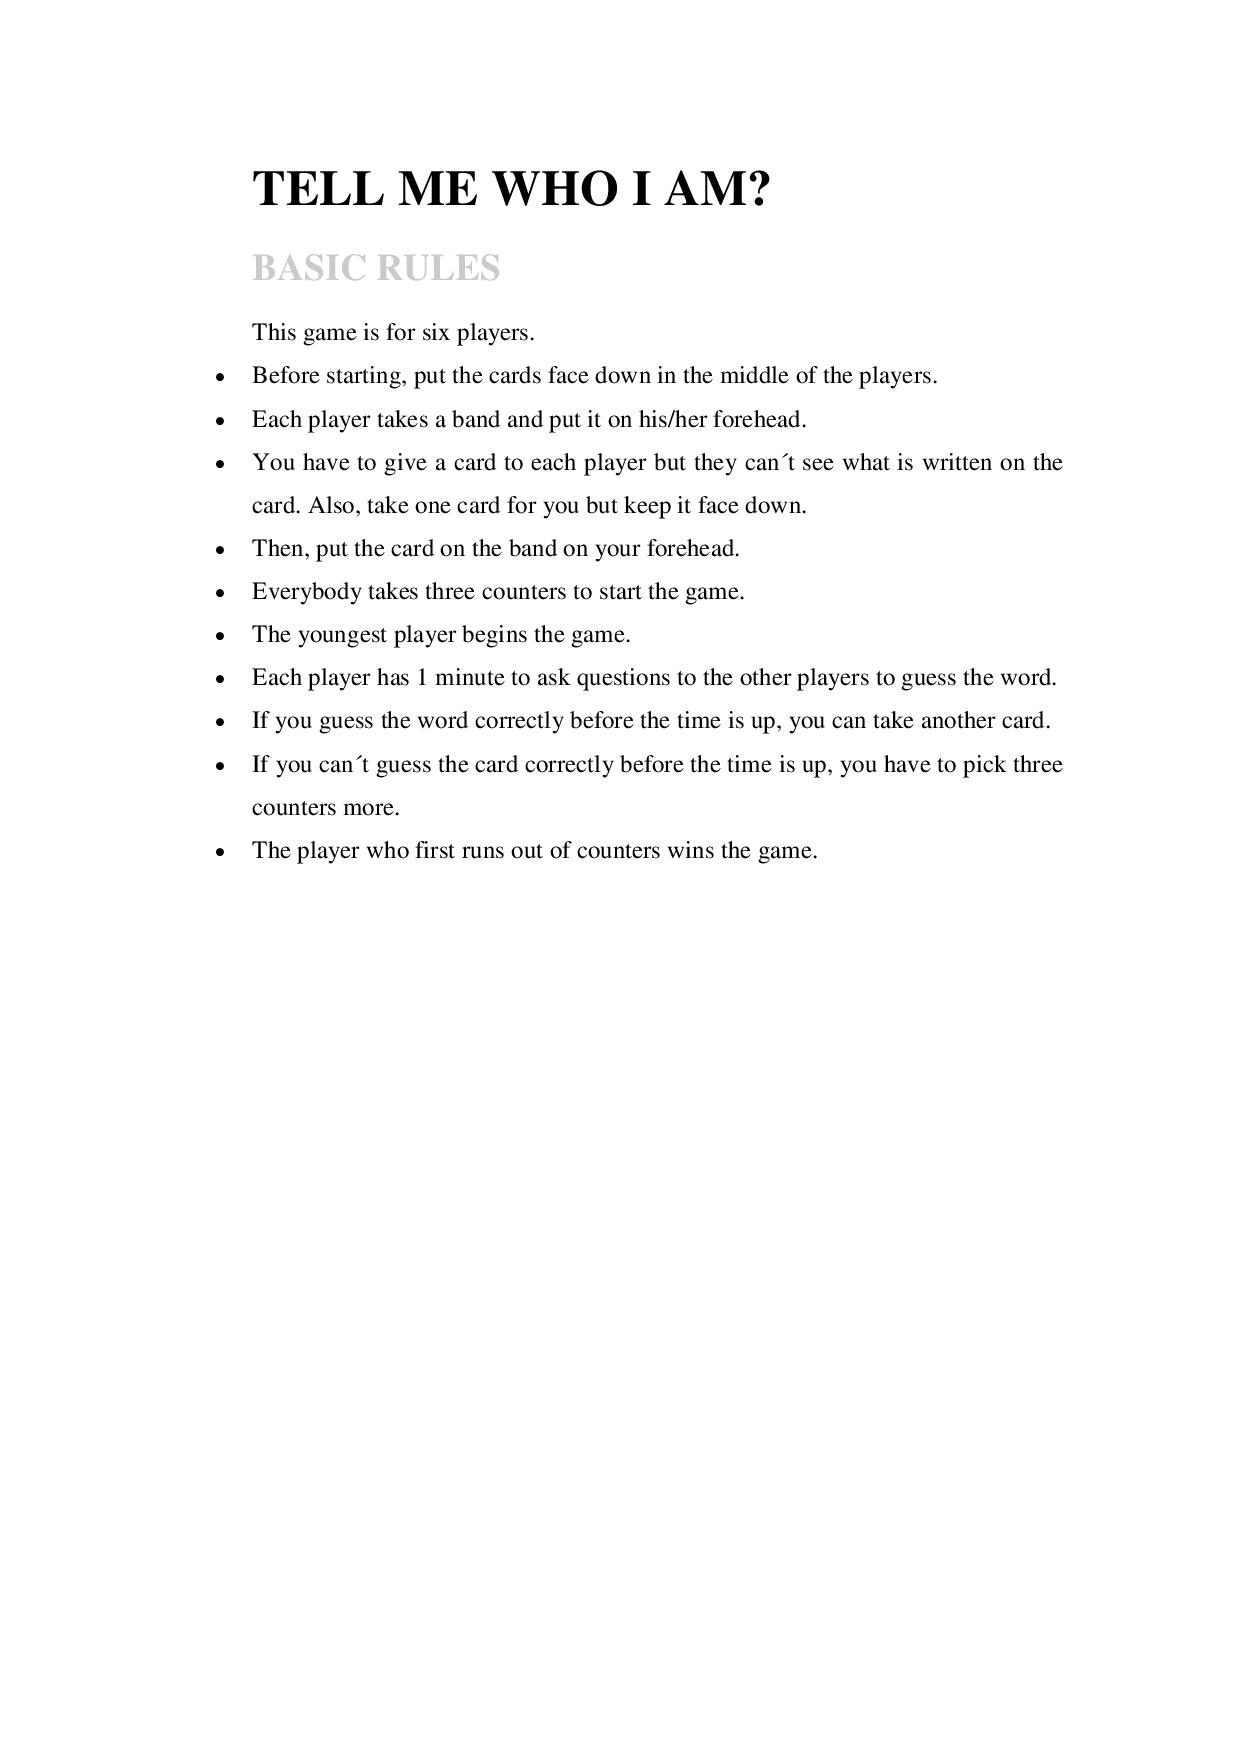 TELL ME WHO I AM?
BASIC RULES
This game is for six players.
• Before starting, put the cards face down in the middle of the players.
• Each player takes a band and put it on his/her forehead.
• You have to give a card to each player but they can´t see what is written on the
card. Also, take one card for you but keep it face down.
• Then, put the card on the band on your forehead.
• Everybody takes three counters to start the game.
• The youngest player begins the game.
• Each player has 1 minute to ask questions to the other players to guess the word.
• If you guess the word correctly before the time is up, you can take another card.
• If you can´t guess the card correctly before the time is up, you have to pick three
counters more.
• The player who first runs out of counters wins the game.